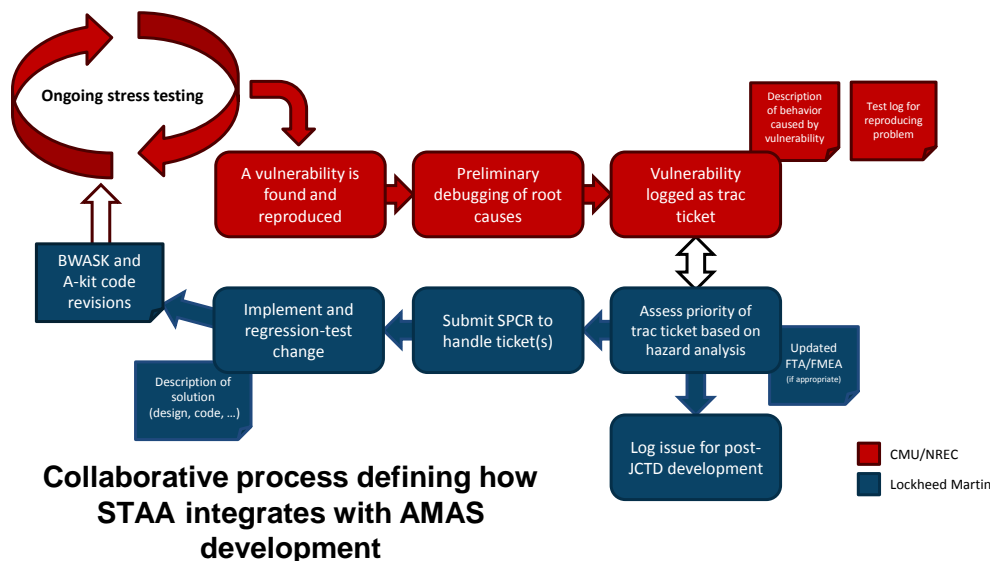 Ongoing stress testing
Description
of behavior
caused by
vulnerability
Test log for
reproducing
problem
A vulnerability is
found and
reproduced
Preliminary
debugging of root
causes
Vulnerability
logged as trac
ticket
BWASK and
A-kit code
revisions
Implement and
regression-test
change
Submit SPCR to
handle ticket(s)
Assess priority of
trac ticket based on
hazard analysis
Updated
FTA/FMEA
(if appropriate)
Description of
solution
(design, code, …)
Log issue for post-
JCTD development
CMU/NREC
Lockheed Martin
Collaborative process defining how
STAA integrates with AMAS
development